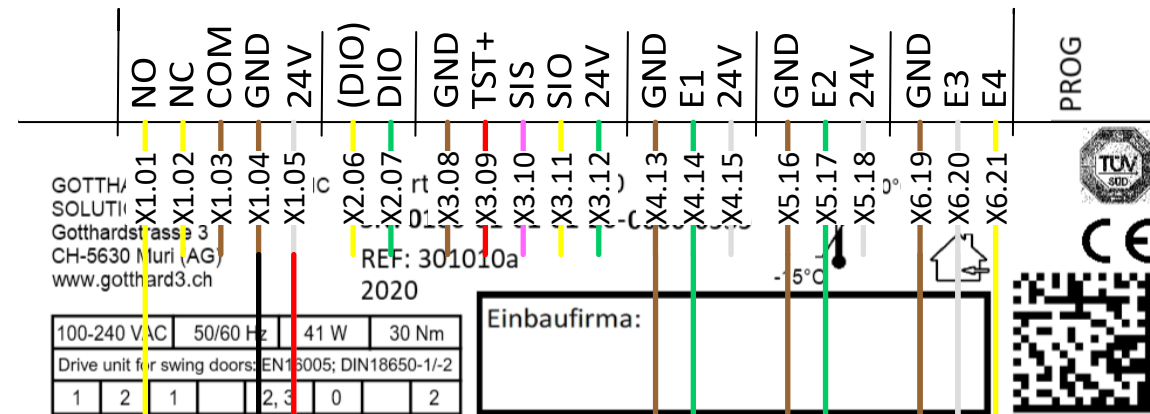 NO
NC
COM
GND
24V
(DIO)
DIO
GND
TST+
SIS
SIO
24V
GND
E1
24V
GND
E2
24V
GND
E3
E4
PROG
X1.01
X1.02
X1.03
X1.04
X1.05
X2.06
X2.07
X3.08
X3.09
X3.10
X3.11
X3.12
X4.13
X4.14
X4.15
X5.16
X5.17
X5.18
X6.19
X6.20
X6.21
TÜV
SÜD
Gotthardstrasse 3
CH-5630 Muri (AG)
www.gotthard3.ch
REF: 301010a
2020
-15°C
CE
Einbaufirma:
100-240 VAC 50/60 Hz 41 W 30 Nm
Drive unit for swing doors: EN16005; DIN18650-1/-2
1 2 1 2, 3 0 2